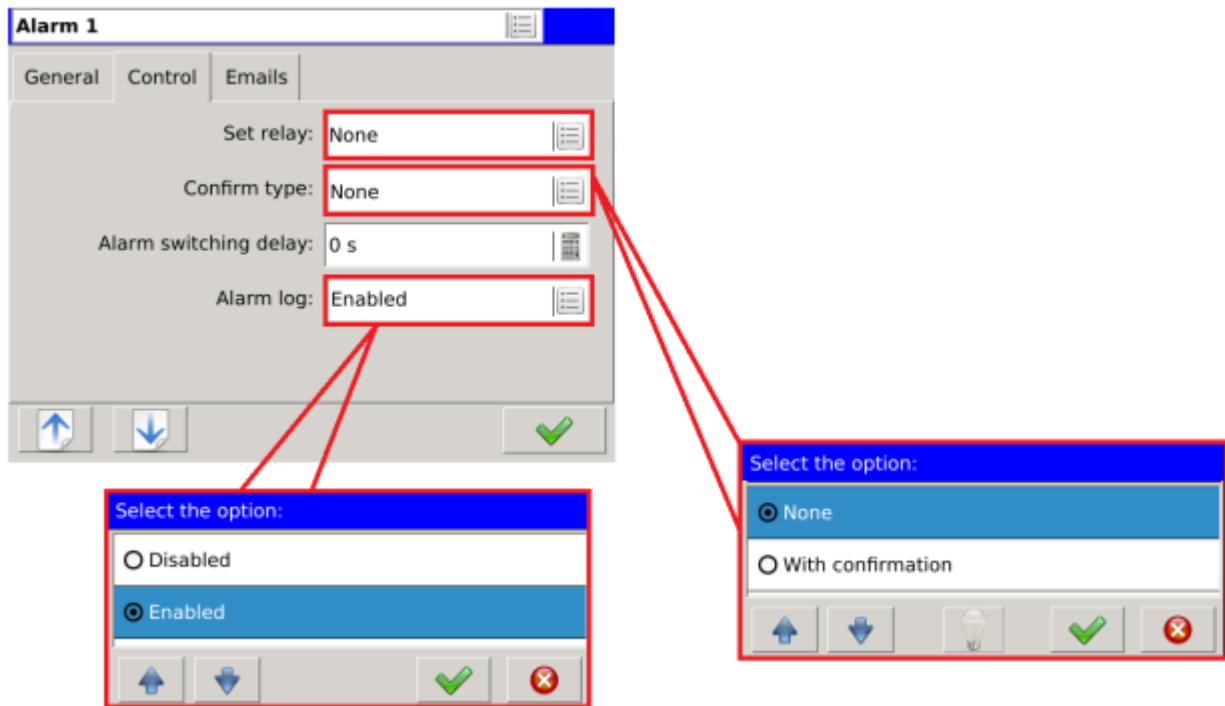 Alarm 1
General Control Emails
Set relay: None
Confirm type: None
Alarm switching delay: 0 s
Alarm log: Enabled
Select the option:
Disabled
Enabled
Select the option:
None
With confirmation